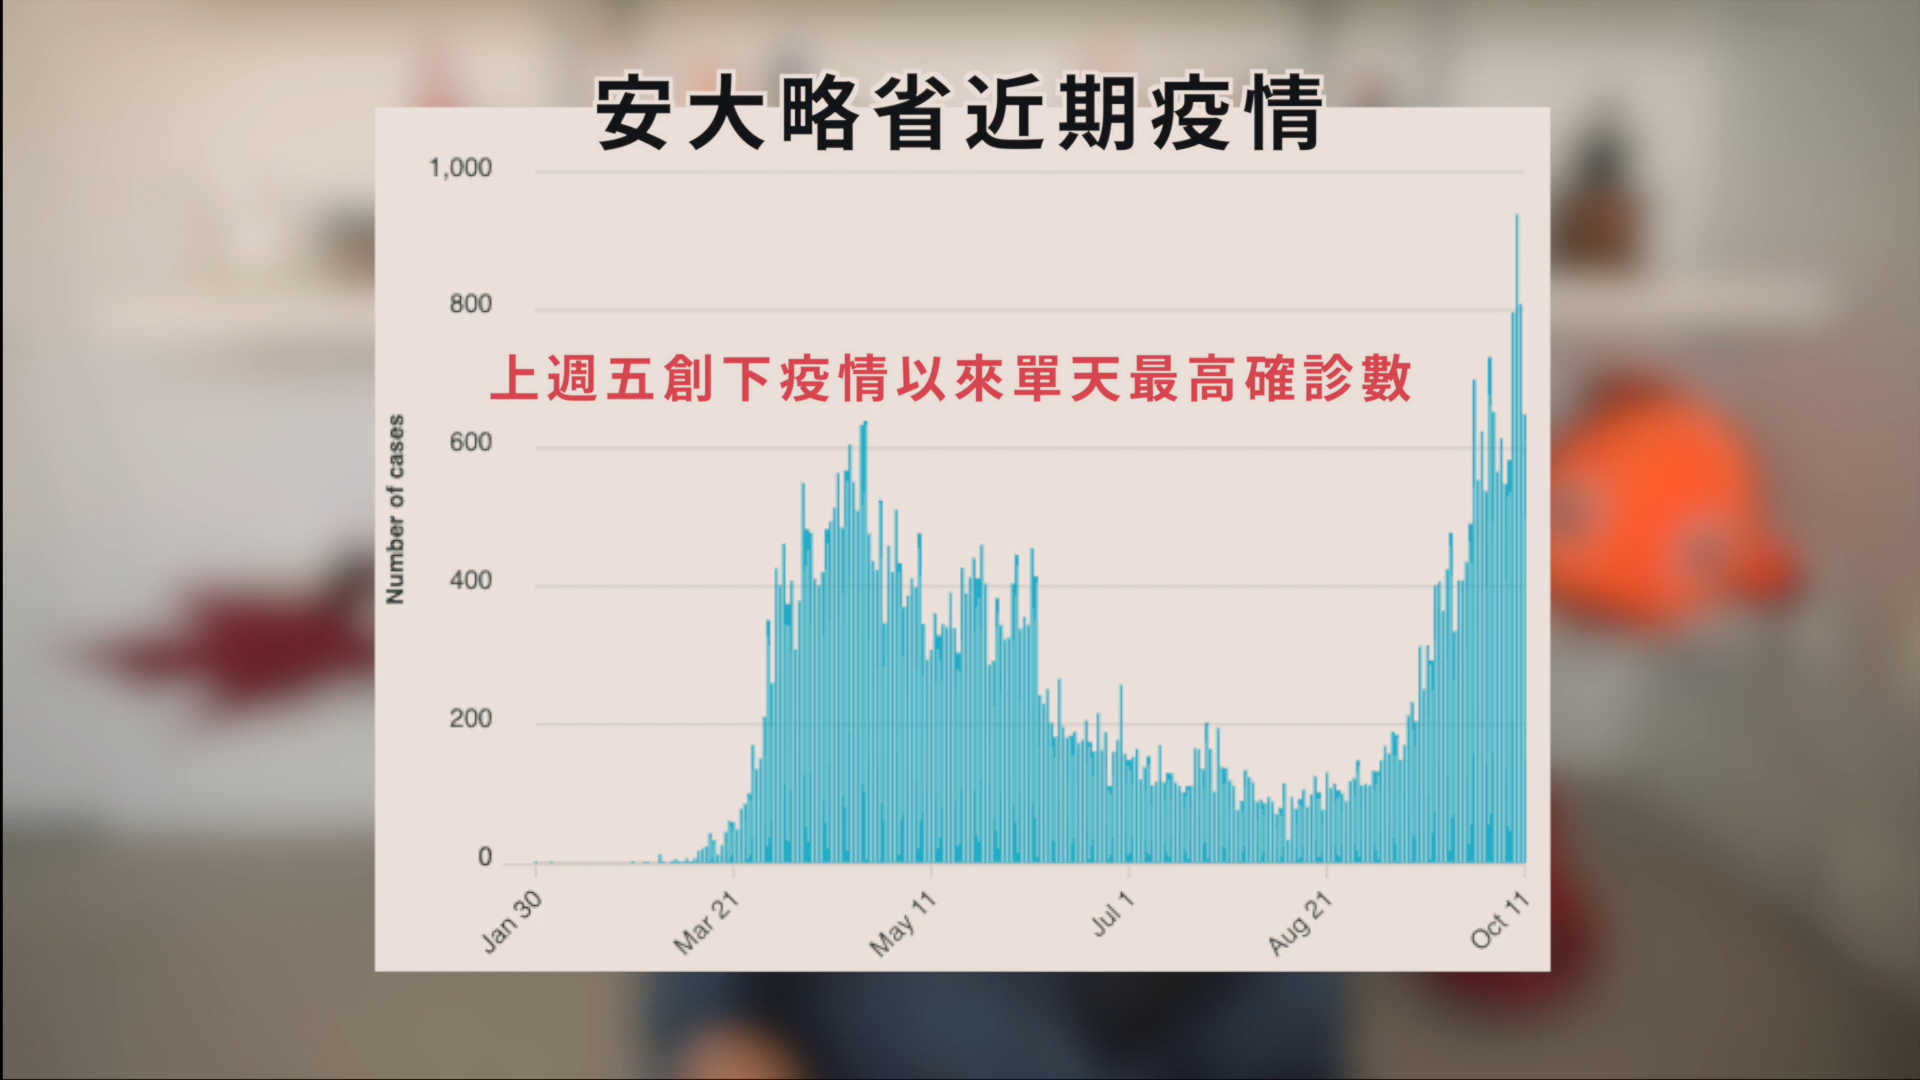 安大略省近期疫情
1,000
800
上週五創下疫情以來單天最高確診數
600
Number of cases
400
200
0
Jan 30
Mar 21
May 11
Jul 1
Aug 21
Oct 11